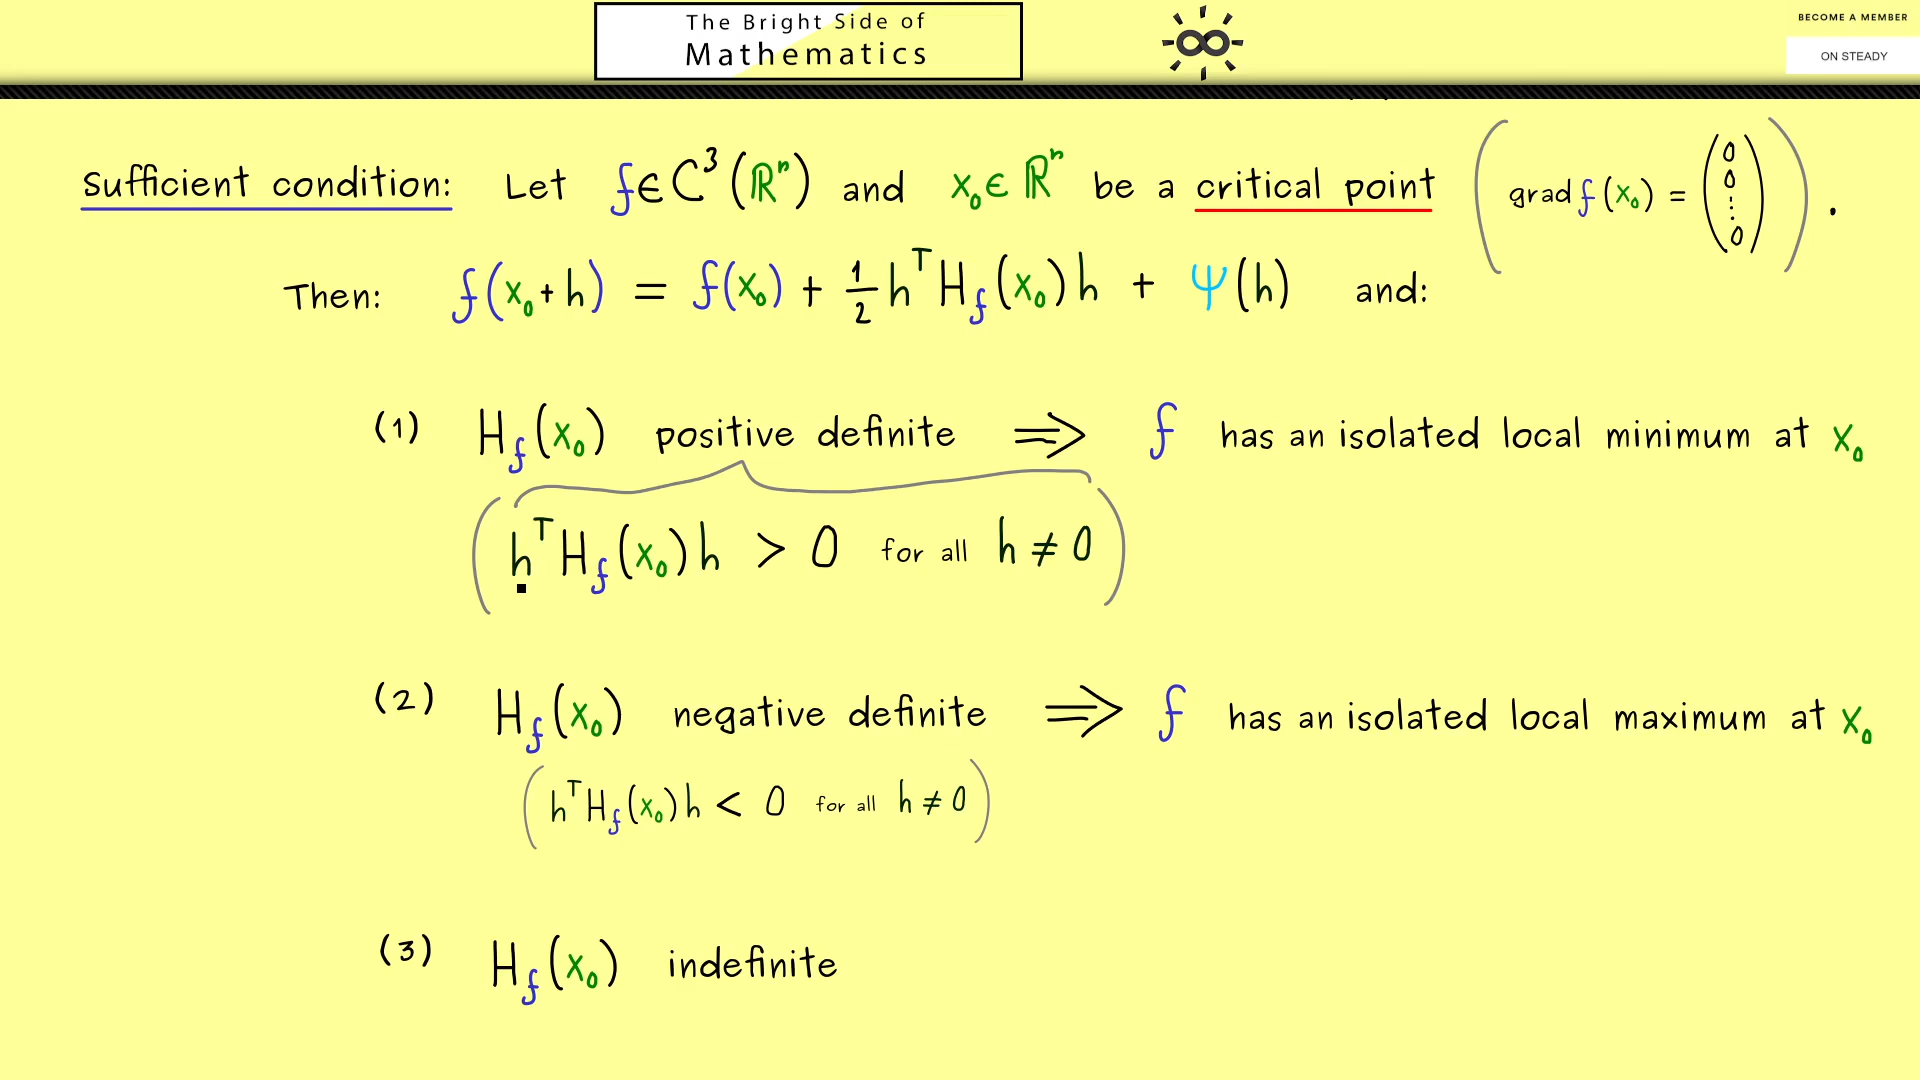 The Bright Side of
Mathematics
BECOME A MEMBER
ON STEADY
Sufficient condition: Let f ∈ C³(ℝⁿ) and x₀ ∈ ℝⁿ be a critical point ( grad f(x₀) = (0 0 ⋮ 0) ) .
Then: f(x₀+h) = f(x₀) + 1/2 hᵀ H_f(x₀) h + Ψ(h) and:
(1) H_f(x₀) positive definite ⟹ f has an isolated local minimum at x₀
( hᵀ H_f(x₀) h > 0 for all h ≠ 0 )
(2) H_f(x₀) negative definite ⟹ f has an isolated local maximum at x₀
( hᵀ H_f(x₀) h < 0 for all h ≠ 0 )
(3) H_f(x₀) indefinite